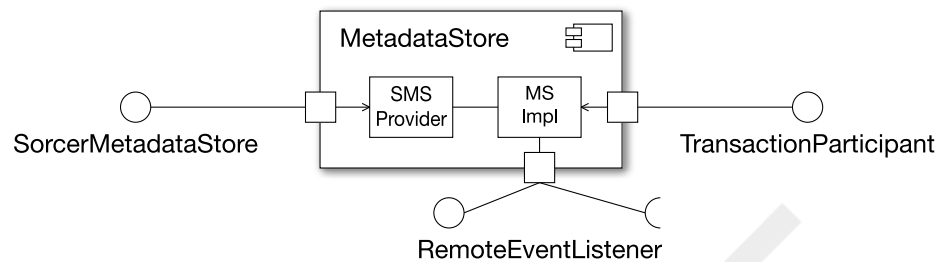 MetadataStore
SMS
Provider
MS
Impl
SorcerMetadataStore
TransactionParticipant
RemoteEventListener